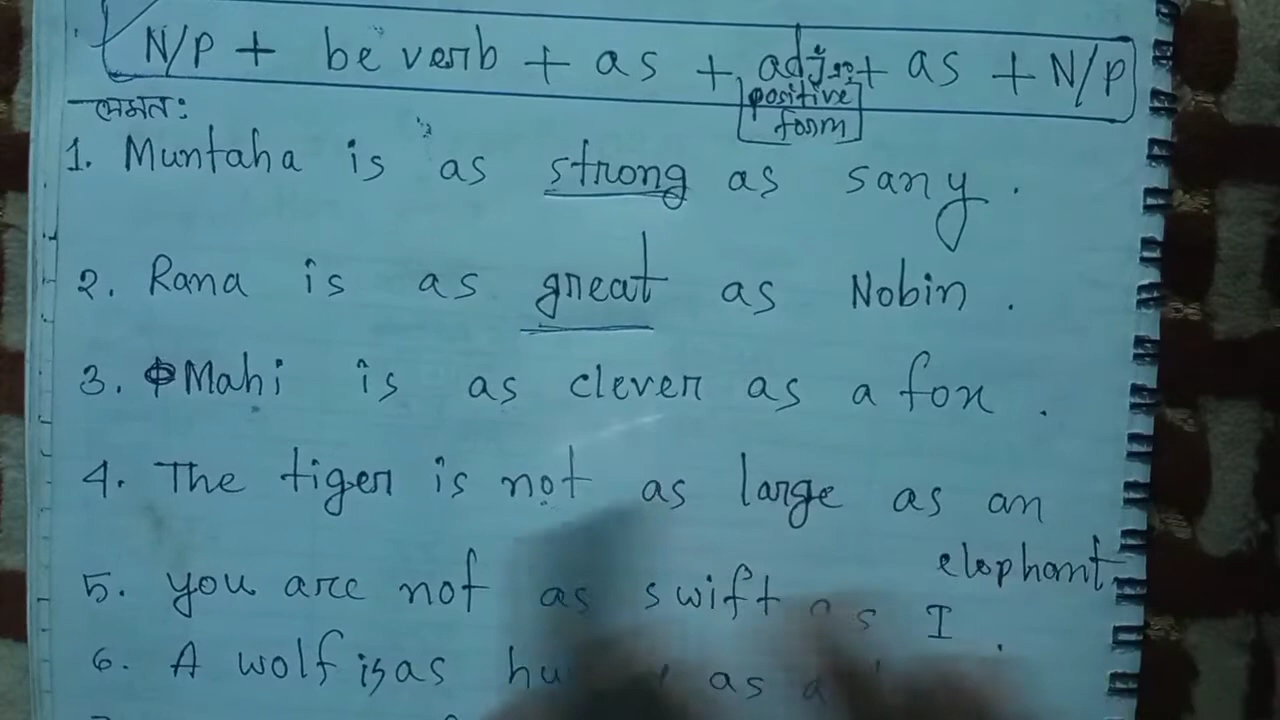 N/P + be verb + as + adj + as + N/P
positive
form
যেমনঃ
1. Muntaha is as strong as sany.
2. Rana is as great as Nobin.
3. Mahi is as clever as a fox.
4. The tiger is not as large as an
elephant
5. you are not as swift as I.
6. A wolf is as as a